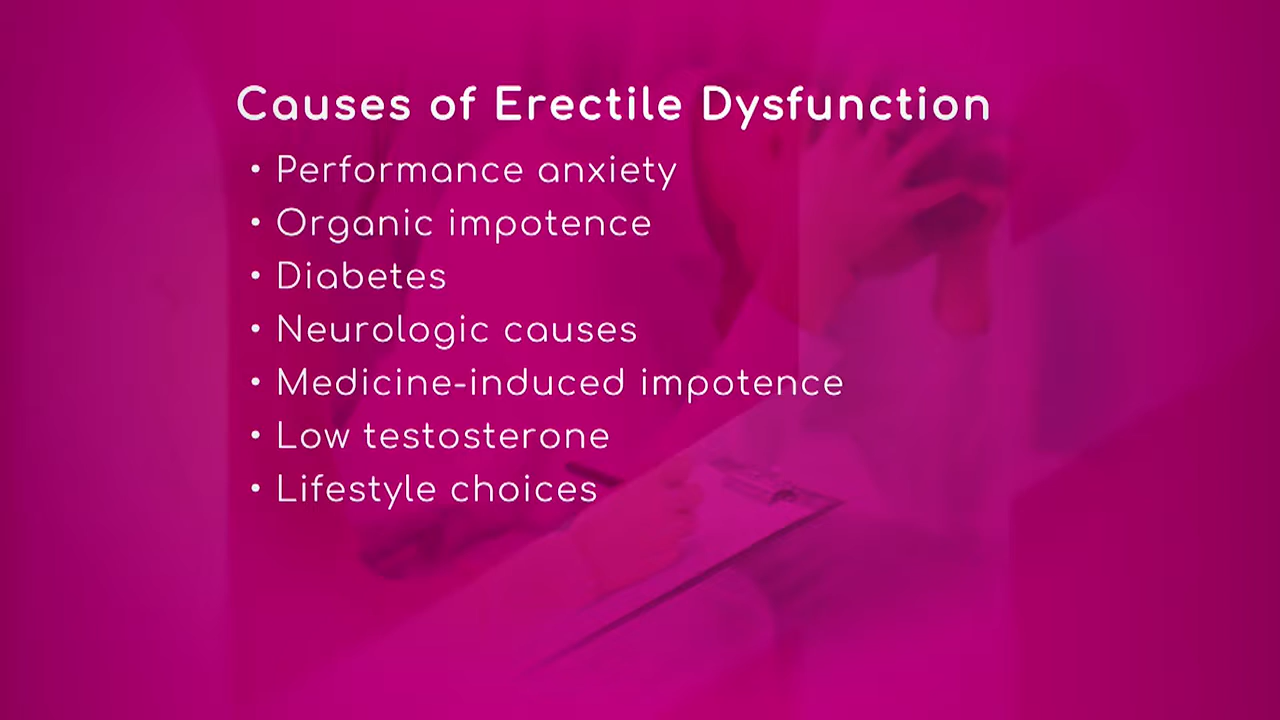 Causes of Erectile Dysfunction
• Performance anxiety
• Organic impotence
• Diabetes
• Neurologic causes
• Medicine-induced impotence
• Low testosterone
• Lifestyle choices